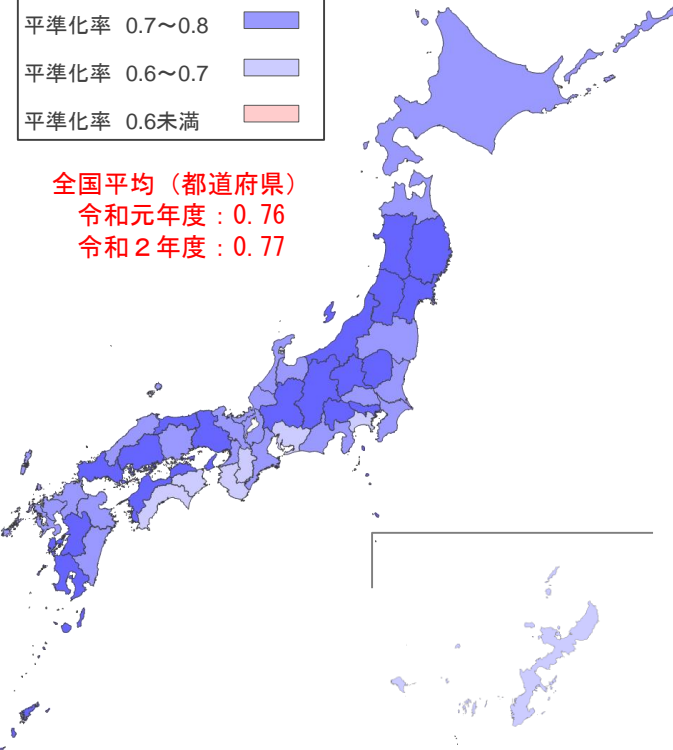 平準化率 0.7～0.8
平準化率 0.6～0.7
平準化率 0.6未満
全国平均（都道府県）
令和元年度：0.76
令和２年度：0.77